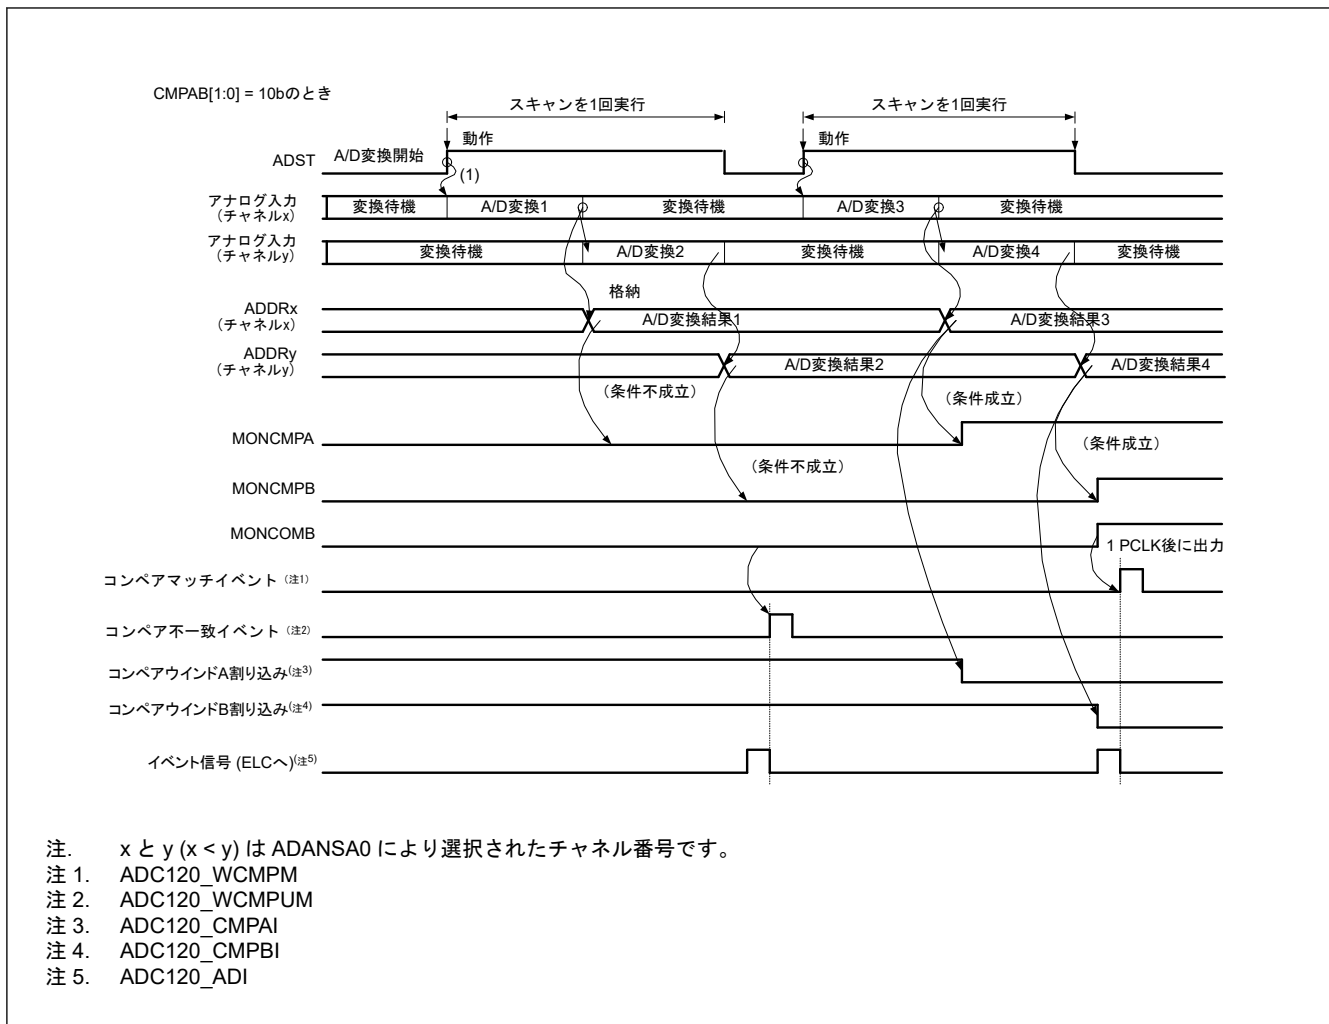 CMPAB[1:0] = 10bのとき
スキャンを1回実行
スキャンを1回実行
ADST
A/D変換開始
動作
動作
(1)
アナログ入力
(チャネルx)
変換待機
A/D変換1
変換待機
A/D変換3
変換待機
アナログ入力
(チャネルy)
変換待機
A/D変換2
変換待機
A/D変換4
変換待機
格納
ADDRx
(チャネルx)
A/D変換結果1
A/D変換結果3
ADDRy
(チャネルy)
A/D変換結果2
A/D変換結果4
(条件不成立)
(条件成立)
MONCMPA
(条件不成立)
(条件成立)
MONCMPB
MONCOMB
1 PCLK後に出力
コンペアマッチイベント (注1)
コンペア不一致イベント (注2)
コンペアウインドA割り込み(注3)
コンペアウインドB割り込み(注4)
イベント信号 (ELCへ)(注5)
注. x と y (x < y) は ADANSA0 により選択されたチャネル番号です。
注 1. ADC120_WCMPM
注 2. ADC120_WCMPUM
注 3. ADC120_CMPAI
注 4. ADC120_CMPBI
注 5. ADC120_ADI